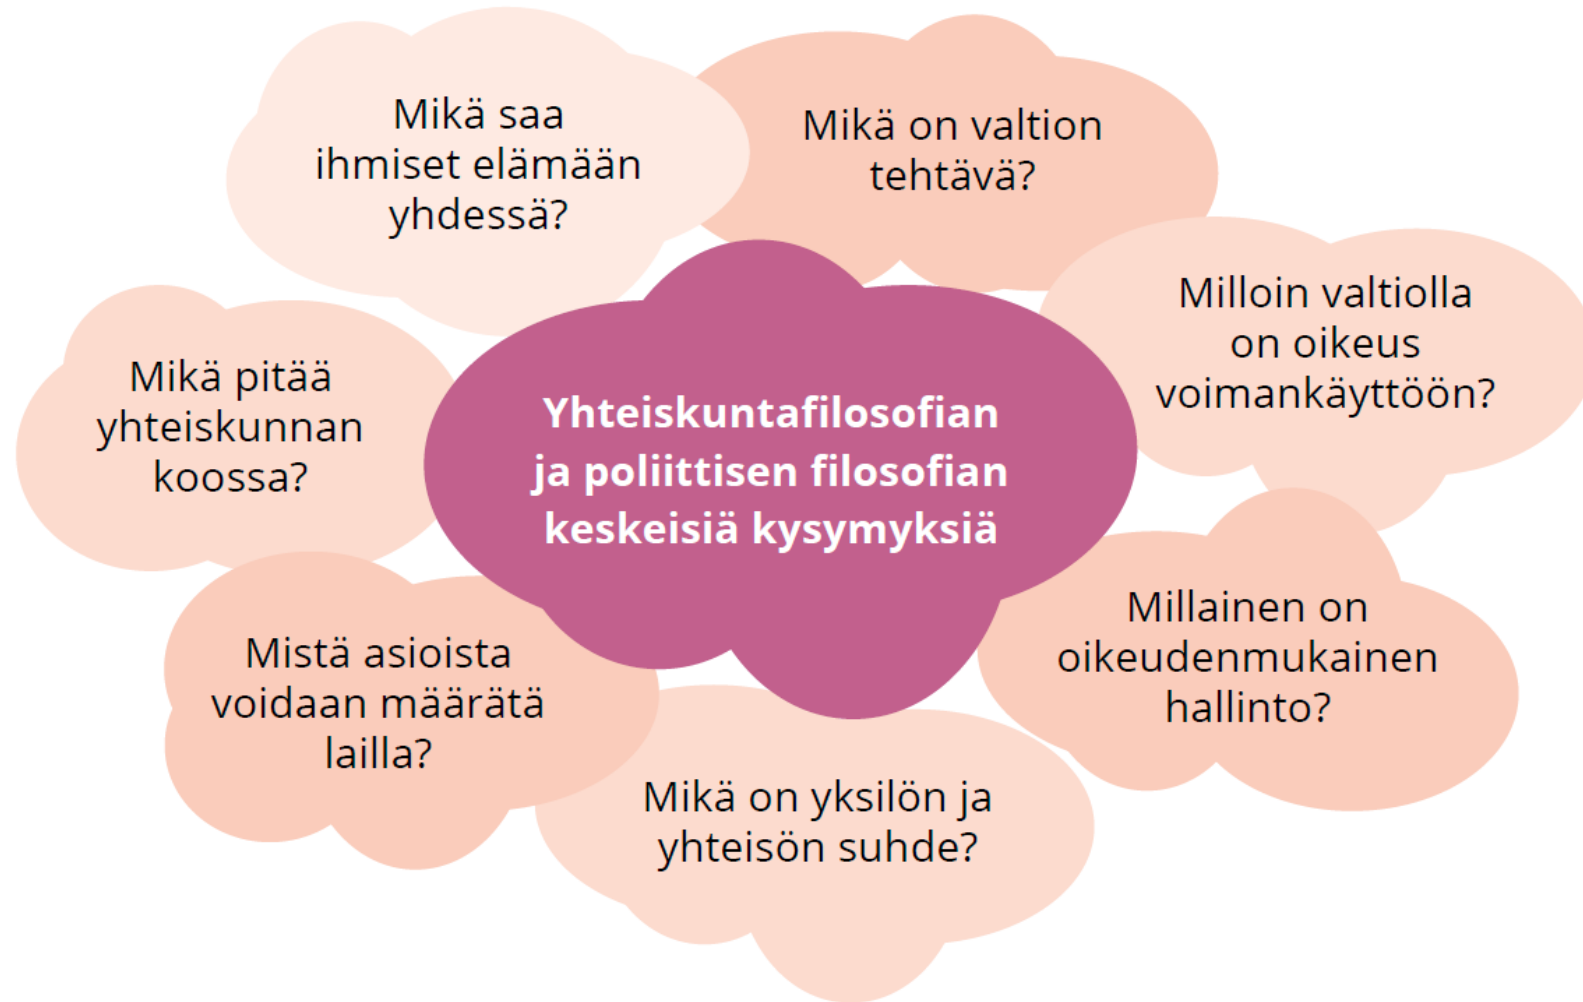 Mikä saa
ihmiset elämään
yhdessä?
Mikä on valtion
tehtävä?
Milloin valtiolla
on oikeus
voimankäyttöön?
Mikä pitää
yhteiskunnan
koossa?
Yhteiskuntafilosofian
ja poliittisen filosofian
keskeisiä kysymyksiä
Millainen on
oikeudenmukainen
hallinto?
Mistä asioista
voidaan määrätä
lailla?
Mikä on yksilön ja
yhteisön suhde?